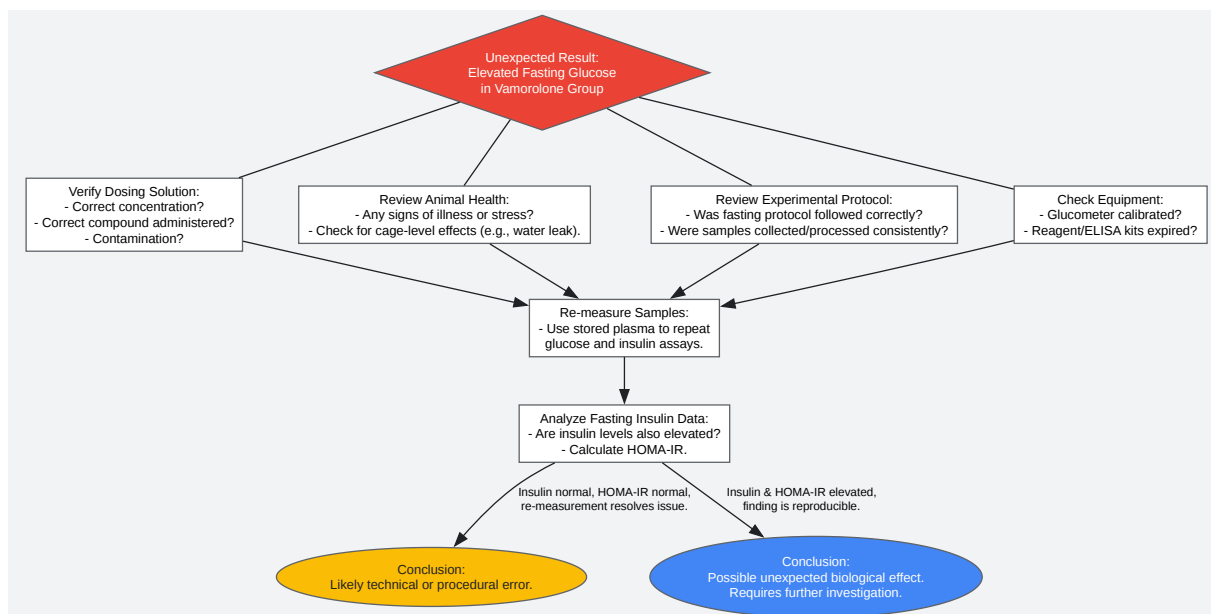 Unexpected Result:
Elevated Fasting Glucose
in Vamorolone Group
Verify Dosing Solution:
- Correct concentration?
- Correct compound administered?
- Contamination?
Review Animal Health:
- Any signs of illness or stress?
- Check for cage-level effects (e.g., water leak).
Review Experimental Protocol:
- Was fasting protocol followed correctly?
- Were samples collected/processed consistently?
Check Equipment:
- Glucometer calibrated?
- Reagent/ELISA kits expired?
Re-measure Samples:
- Use stored plasma to repeat
glucose and insulin assays.
Analyze Fasting Insulin Data:
- Are insulin levels also elevated?
- Calculate HOMA-IR.
Insulin normal, HOMA-IR normal,
re-measurement resolves issue.
Insulin & HOMA-IR elevated,
finding is reproducible.
Conclusion:
Likely technical or procedural error.
Conclusion:
Possible unexpected biological effect.
Requires further investigation.